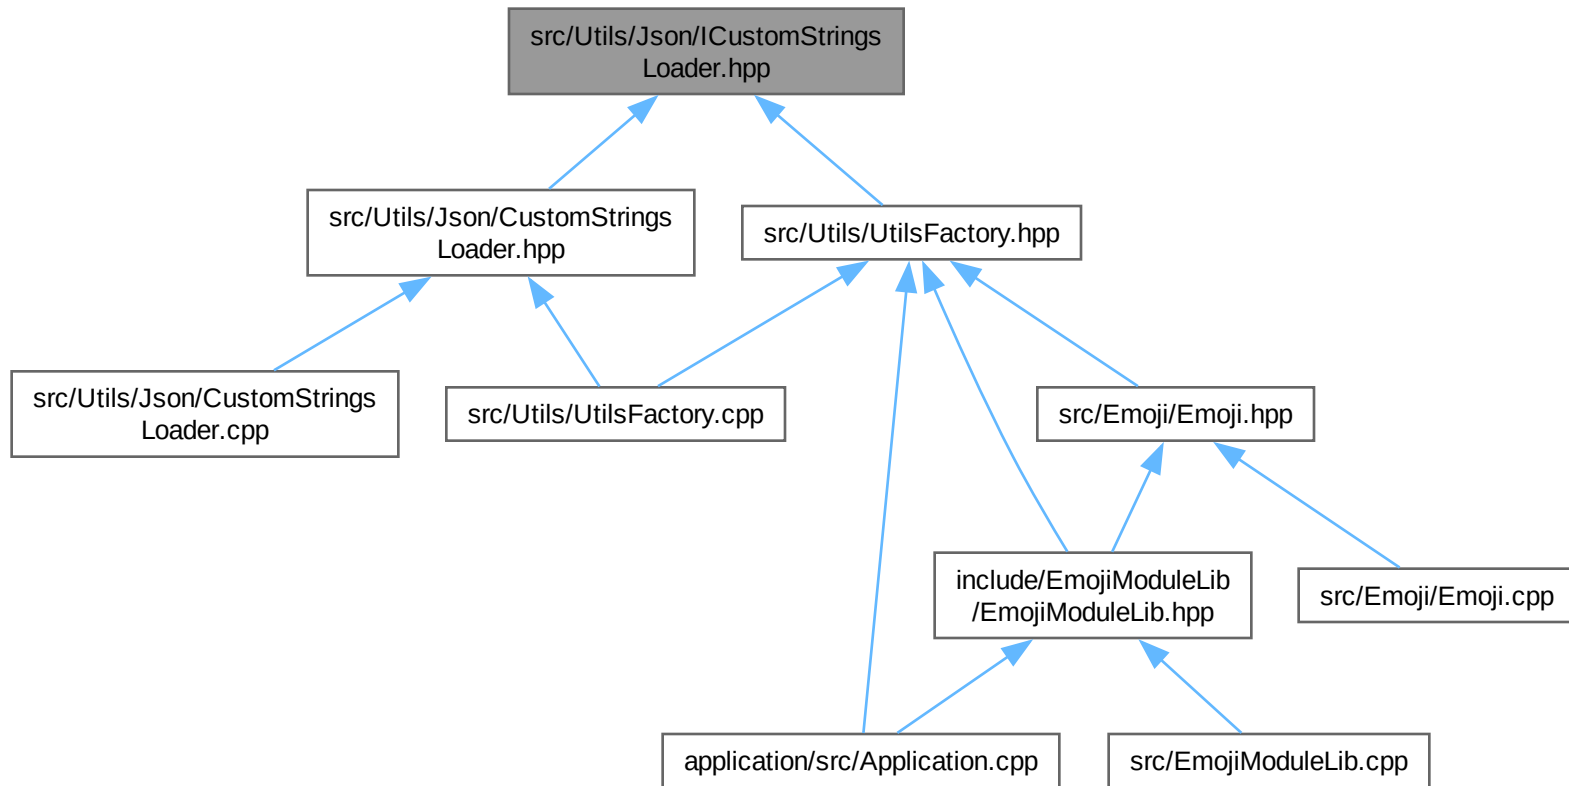 src/Utils/Json/ICustomStrings
Loader.hpp
src/Utils/Json/CustomStrings
Loader.hpp
src/Utils/UtilsFactory.hpp
src/Utils/Json/CustomStrings
Loader.cpp
src/Utils/UtilsFactory.cpp
src/Emoji/Emoji.hpp
include/EmojiModuleLib
/EmojiModuleLib.hpp
src/Emoji/Emoji.cpp
application/src/Application.cpp
src/EmojiModuleLib.cpp